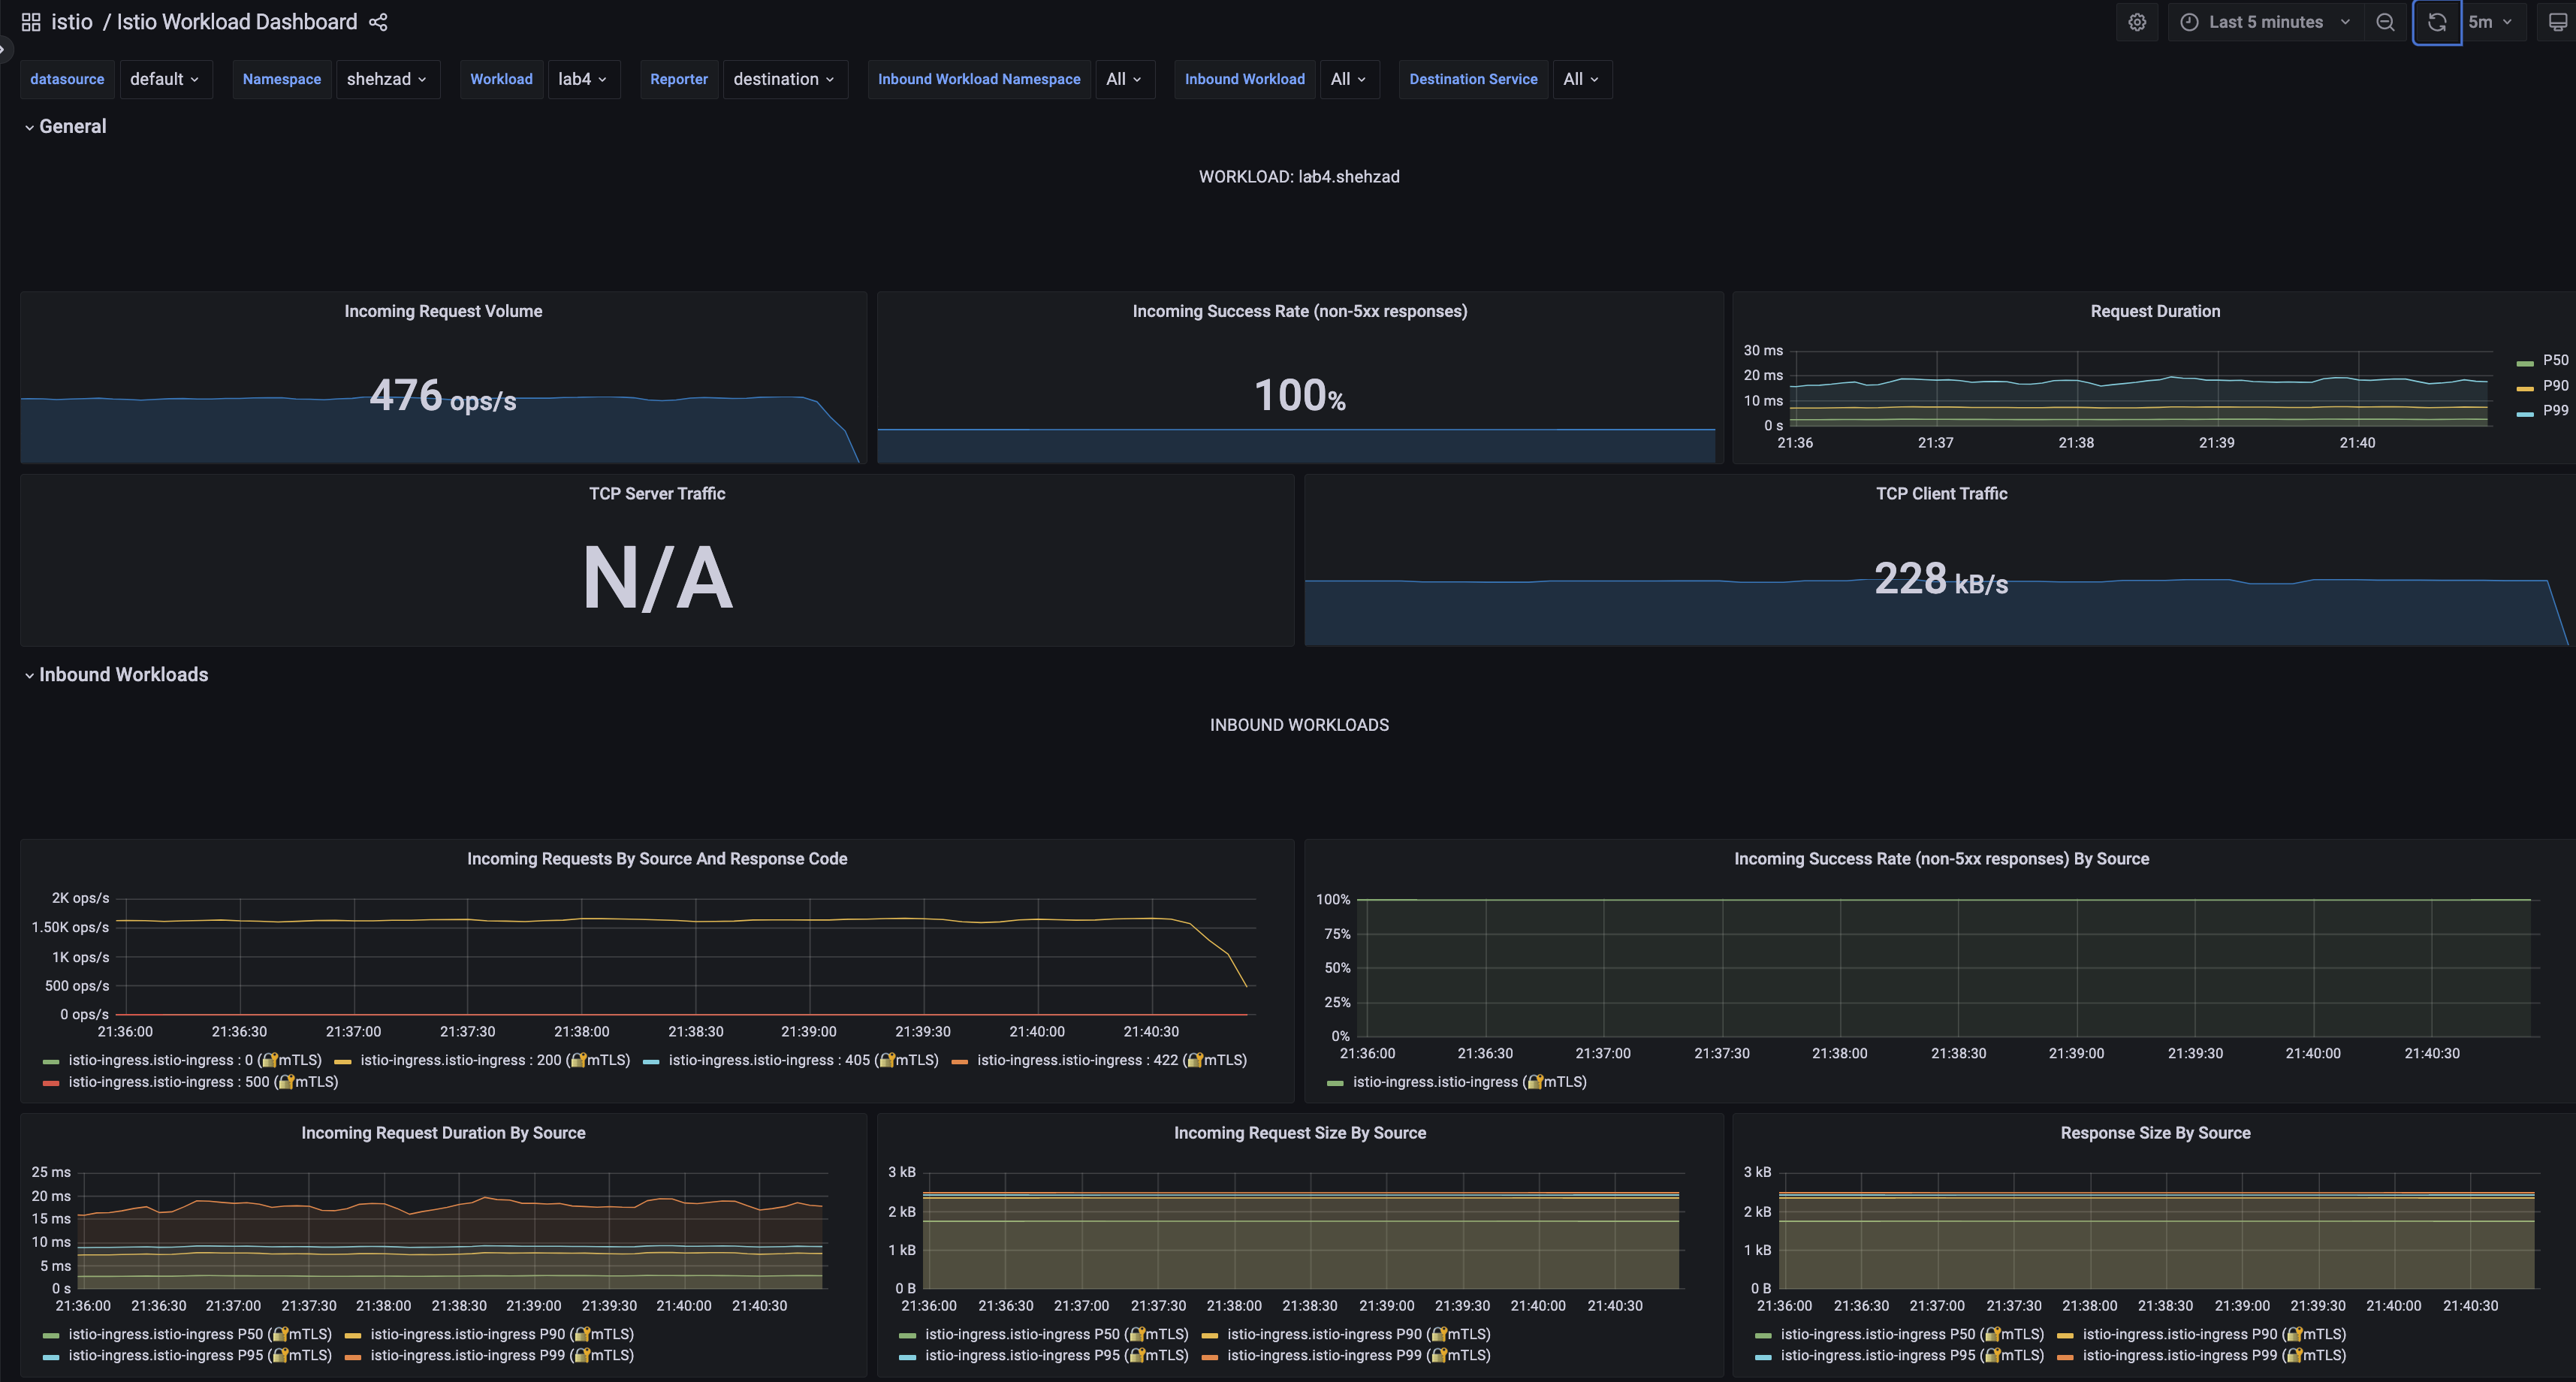 istio / Istio Workload Dashboard Last 5 minutes 5m
datasource default Namespace shehzad Workload lab4 Reporter destination Inbound Workload Namespace All Inbound Workload All Destination Service All
General
WORKLOAD: lab4.shehzad
Incoming Request Volume
476 ops/s
Incoming Success Rate (non-5xx responses)
100%
Request Duration
30 ms
20 ms
10 ms
0 s
21:36 21:37 21:38 21:39 21:40
P50
P90
P99
TCP Server Traffic
N/A
TCP Client Traffic
228 kB/s
Inbound Workloads
INBOUND WORKLOADS
Incoming Requests By Source And Response Code
2K ops/s
1.50K ops/s
1K ops/s
500 ops/s
0 ops/s
21:36:00 21:36:30 21:37:00 21:37:30 21:38:00 21:38:30 21:39:00 21:39:30 21:40:00 21:40:30
istio-ingress.istio-ingress : 0 (🔐mTLS) istio-ingress.istio-ingress : 200 (🔐mTLS) istio-ingress.istio-ingress : 405 (🔐mTLS) istio-ingress.istio-ingress : 422 (🔐mTLS)
istio-ingress.istio-ingress : 500 (🔐mTLS)
Incoming Success Rate (non-5xx responses) By Source
100%
75%
50%
25%
0%
21:36:00 21:36:30 21:37:00 21:37:30 21:38:00 21:38:30 21:39:00 21:39:30 21:40:00 21:40:30
istio-ingress.istio-ingress (🔐mTLS)
Incoming Request Duration By Source
25 ms
20 ms
15 ms
10 ms
5 ms
0 s
21:36:00 21:36:30 21:37:00 21:37:30 21:38:00 21:38:30 21:39:00 21:39:30 21:40:00 21:40:30
istio-ingress.istio-ingress P50 (🔐mTLS) istio-ingress.istio-ingress P90 (🔐mTLS)
istio-ingress.istio-ingress P95 (🔐mTLS) istio-ingress.istio-ingress P99 (🔐mTLS)
Incoming Request Size By Source
3 kB
2 kB
1 kB
0 B
21:36:00 21:36:30 21:37:00 21:37:30 21:38:00 21:38:30 21:39:00 21:39:30 21:40:00 21:40:30
istio-ingress.istio-ingress P50 (🔐mTLS) istio-ingress.istio-ingress P90 (🔐mTLS)
istio-ingress.istio-ingress P95 (🔐mTLS) istio-ingress.istio-ingress P99 (🔐mTLS)
Response Size By Source
3 kB
2 kB
1 kB
0 B
21:36:00 21:36:30 21:37:00 21:37:30 21:38:00 21:38:30 21:39:00 21:39:30 21:40:00 21:40:30
istio-ingress.istio-ingress P50 (🔐mTLS) istio-ingress.istio-ingress P90 (🔐mTLS)
istio-ingress.istio-ingress P95 (🔐mTLS) istio-ingress.istio-ingress P99 (🔐mTLS)